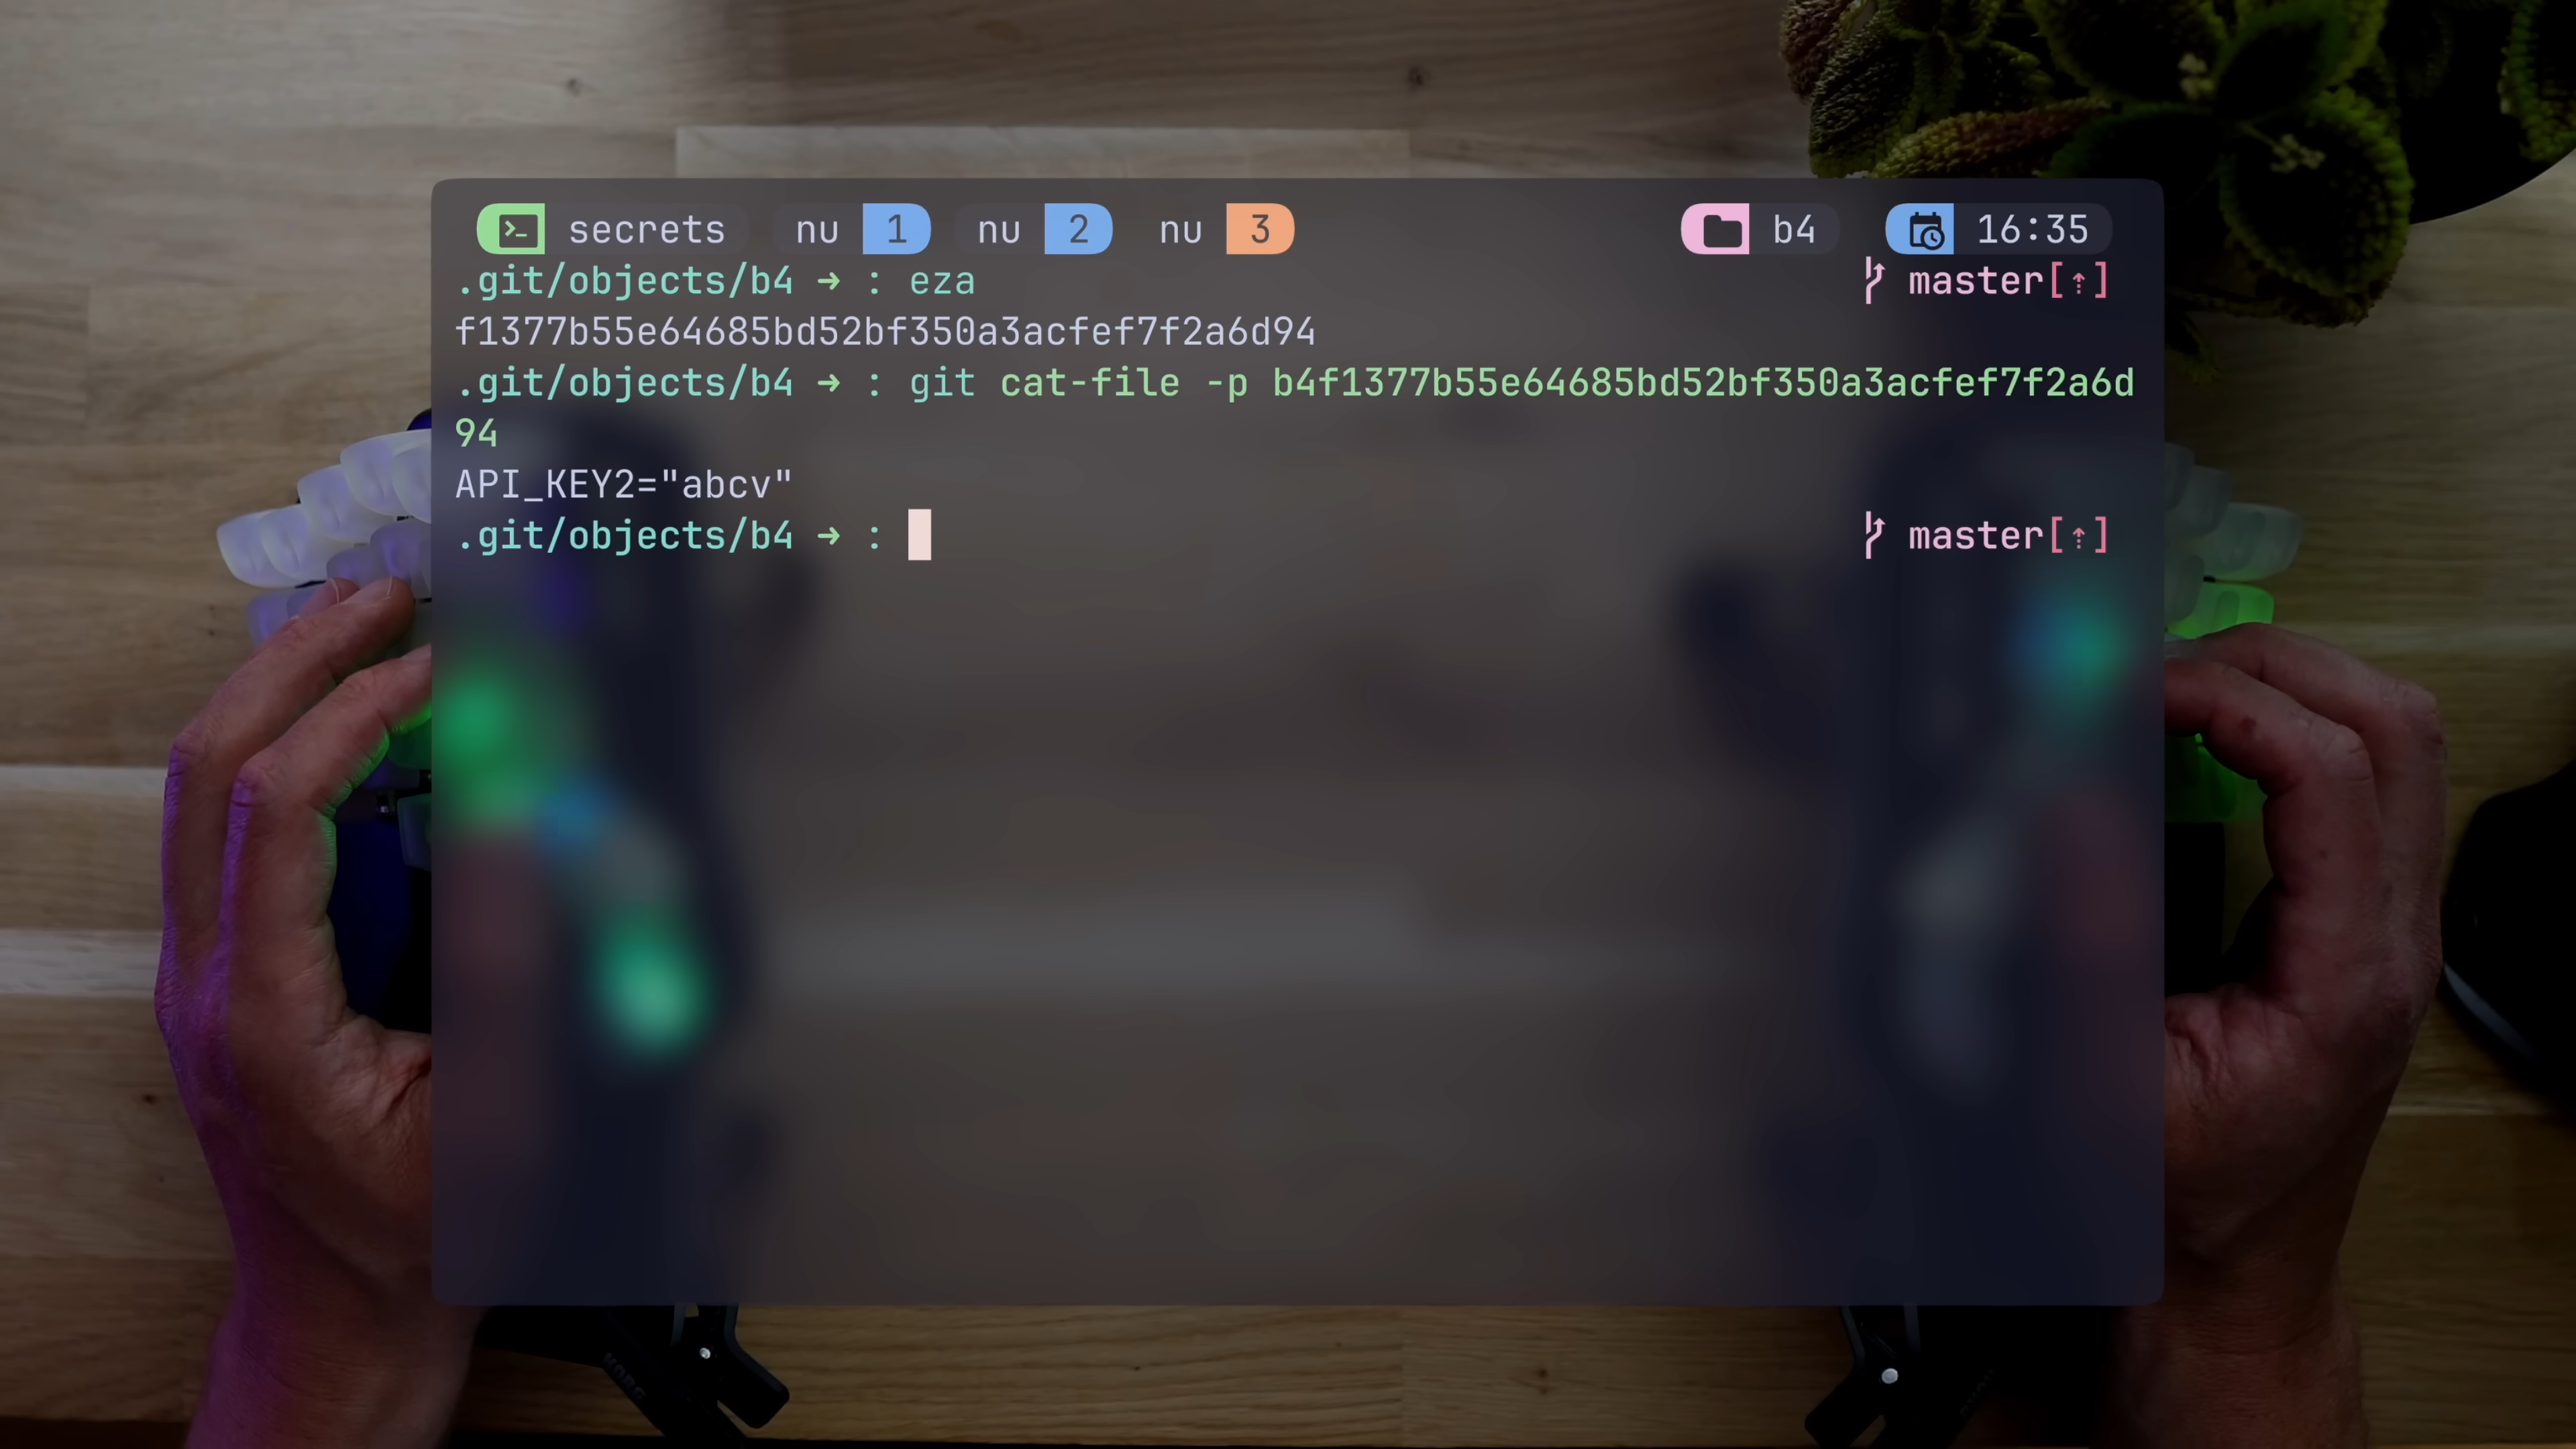 secrets nu 1 nu 2 nu 3 b4 16:35
.git/objects/b4 → : eza master[⇡]
f1377b55e64685bd52bf350a3acfef7f2a6d94
.git/objects/b4 → : git cat-file -p b4f1377b55e64685bd52bf350a3acfef7f2a6d
94
API_KEY2="abcv"
.git/objects/b4 → : master[⇡]
KORG